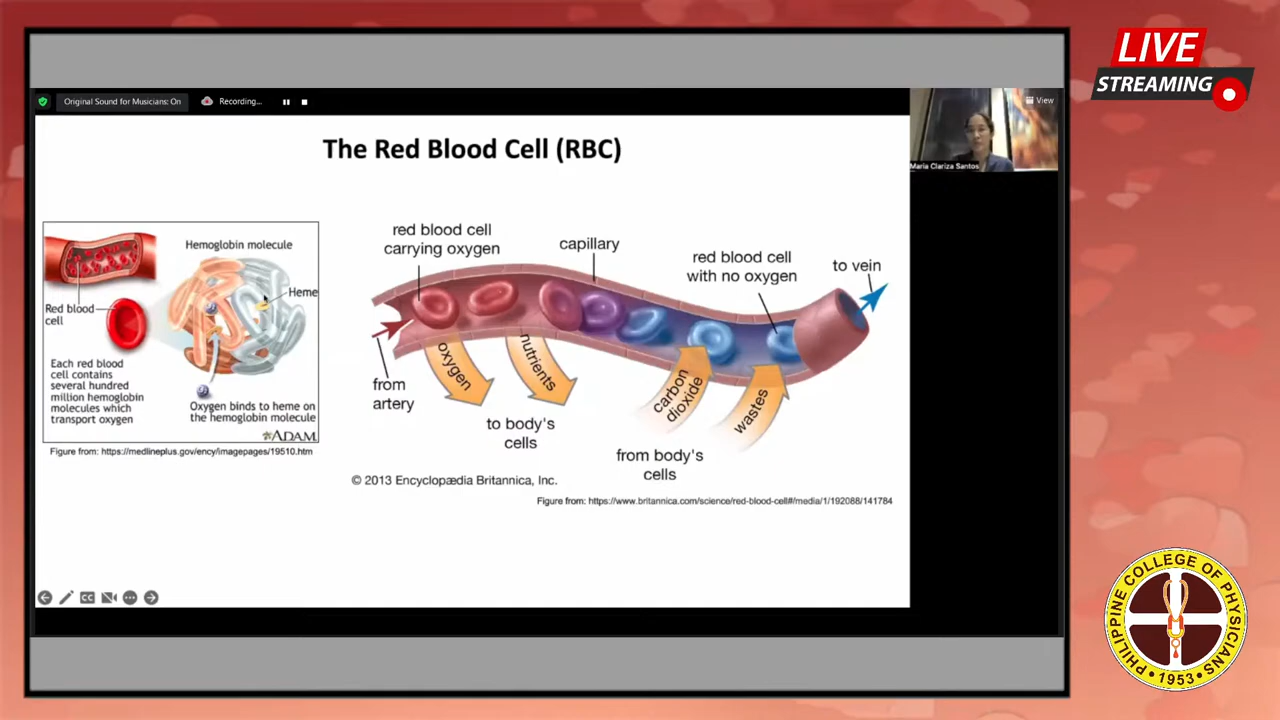 LIVE
STREAMING
Original Sound for Musicians: On
Recording...
View
Maria Clariza Santos
The Red Blood Cell (RBC)
Hemoglobin molecule
Heme
Red blood
cell
Each red blood
cell contains
several hundred
million hemoglobin
molecules which
transport oxygen
Oxygen binds to heme on
the hemoglobin molecule
ADAM
Figure from: https://medlineplus.gov/ency/imagepages/19510.htm
red blood cell
carrying oxygen
capillary
red blood cell
with no oxygen
to vein
from
artery
oxygen
nutrients
to body's
cells
carbon
dioxide
wastes
from body's
cells
© 2013 Encyclopædia Britannica, Inc.
Figure from: https://www.britannica.com/science/red-blood-cell#/media/1/192088/141784
CC
PHILIPPINE COLLEGE OF PHYSICIANS
• 1953 •